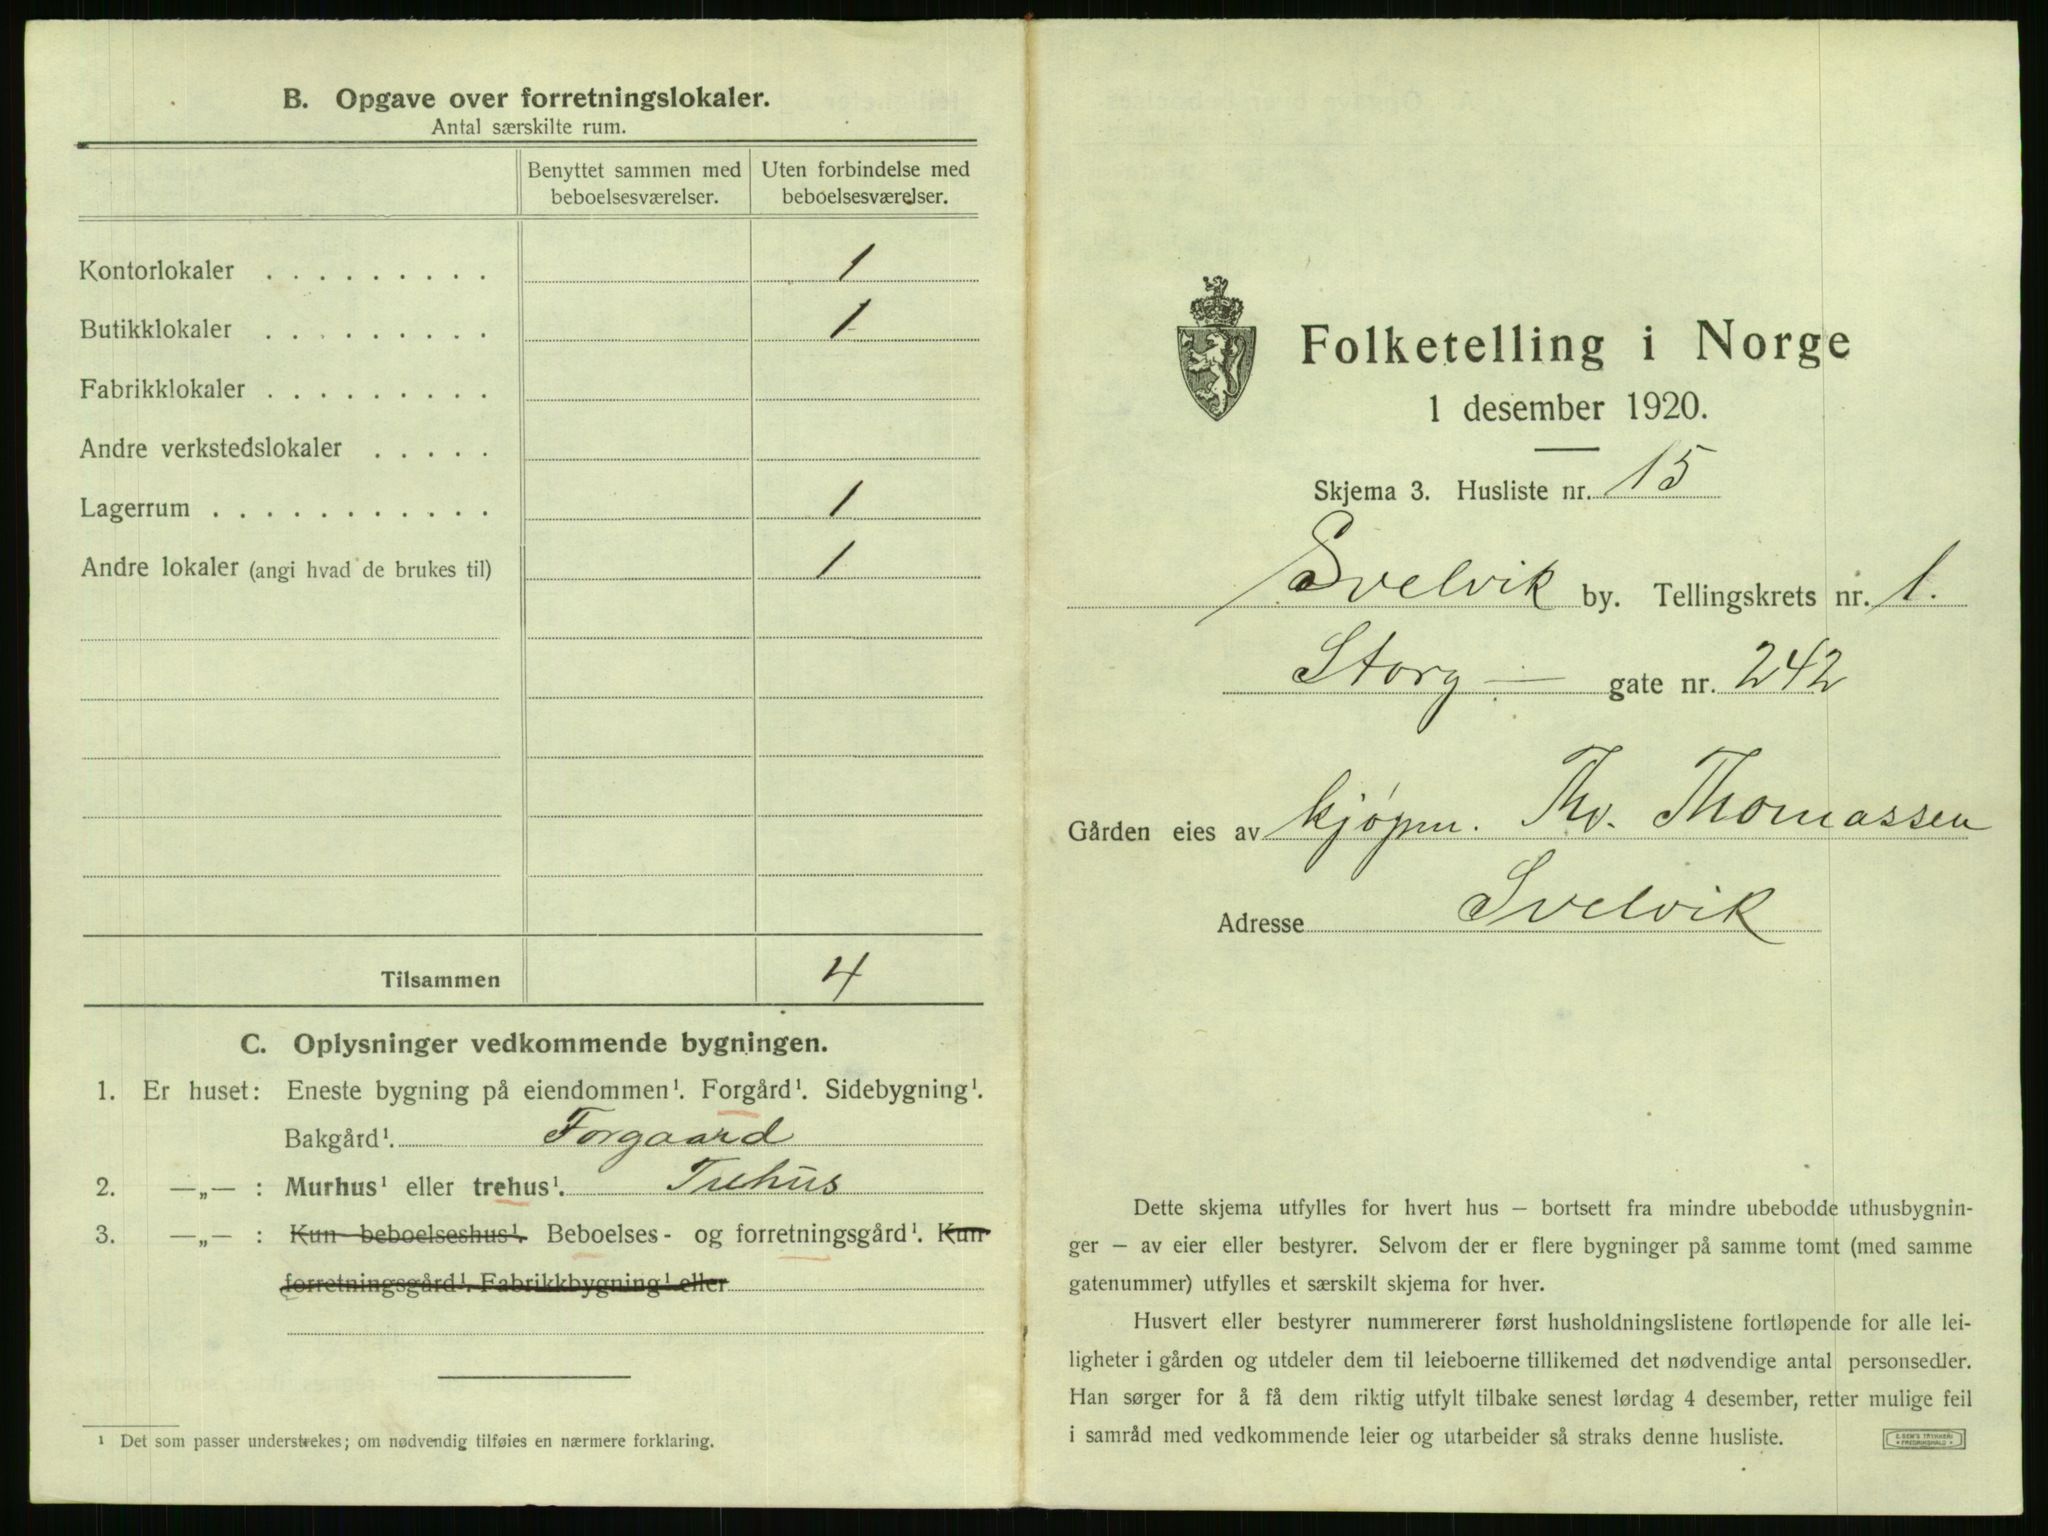 B. Opgave over forretningslokaler.
Antal særskilte rum.
Benyttet sammen med beboelsesværelser.
Uten forbindelse med beboelsesværelser.
Kontorlokaler . . . . . . . . . 1
Butikklokaler . . . . . . . . . 1
Fabrikklokaler . . . . . . . . .
Andre verkstedslokaler . . . . .
Lagerrum . . . . . . . . . . . 1
Andre lokaler (angi hvad de brukes til) 1
Tilsammen 4
C. Oplysninger vedkommende bygningen.
1. Er huset: Eneste bygning på eiendommen¹. Forgård¹. Sidebygning¹.
Bakgård¹. Forgaard
2. —„— : Murhus¹ eller trehus¹. Trehus
3. —„— : Kun beboelseshus¹. Beboelses- og forretningsgård¹. Kun
forretningsgård¹. Fabrikkbygning¹ eller
¹ Det som passer understrekes; om nødvendig tilføies en nærmere forklaring.
Folketelling i Norge
1 desember 1920.
Skjema 3. Husliste nr. 15
Svelvik by. Tellingskrets nr. 1.
Storg — gate nr. 242
Gården eies av kjøpm. Th. Thomassen
Adresse Svelvik
Dette skjema utfylles for hvert hus – bortsett fra mindre ubebodde uthusbygnin-
ger – av eier eller bestyrer. Selvom der er flere bygninger på samme tomt (med samme
gatenummer) utfylles et særskilt skjema for hver.
Husvert eller bestyrer nummererer først husholdningslistene fortløpende for alle lei-
ligheter i gården og utdeler dem til leieboerne tillikemed det nødvendige antal personsedler.
Han sørger for å få dem riktig utfylt tilbake senest lørdag 4 desember, retter mulige feil
i samråd med vedkommende leier og utarbeider så straks denne husliste.